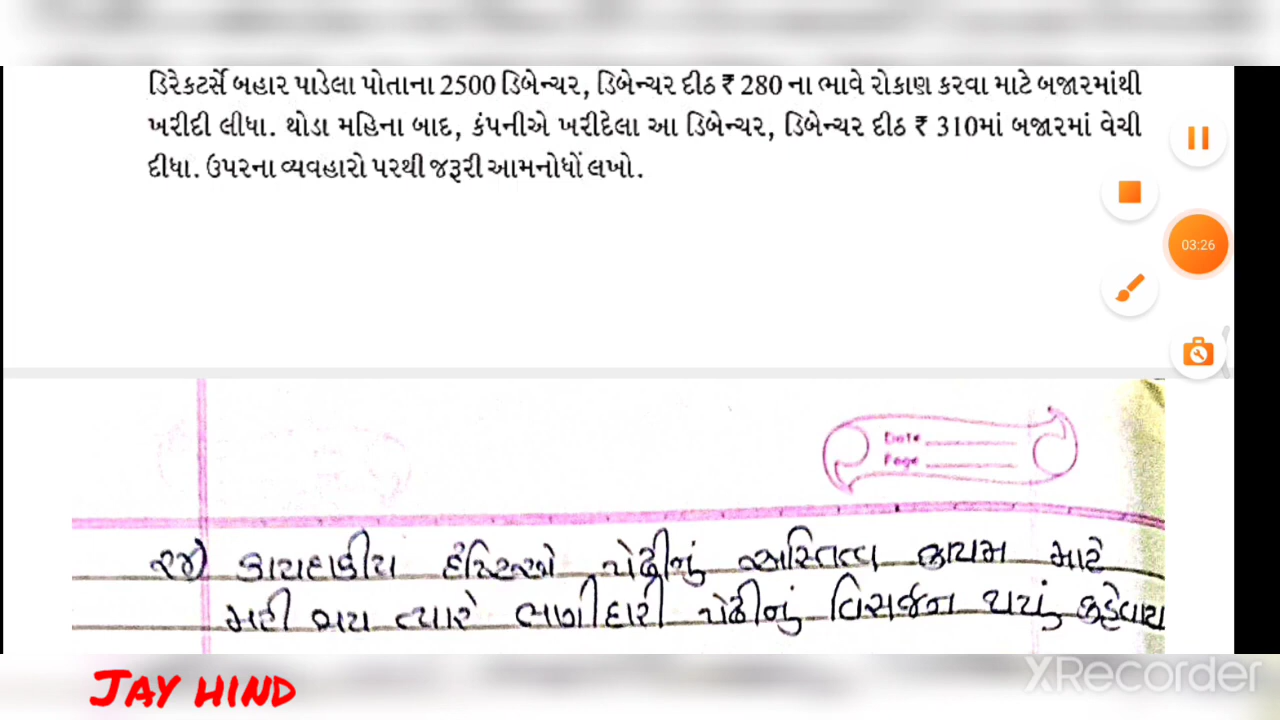 ડિરેકટર્સે બહાર પાડેલા પોતાના 2500 ડિબેન્ચર, ડિબેન્ચર દીઠ ₹ 280 ના ભાવે રોકાણ કરવા માટે બજારમાંથી
ખરીદી લીધા. થોડા મહિના બાદ, કંપનીએ ખરીદેલા આ ડિબેન્ચર, ડિબેન્ચર દીઠ ₹ 310માં બજારમાં વેચી
દીધા. ઉપરના વ્યવહારો પરથી જરૂરી આમનોધોં લખો.
03:26
Date
Page
૨૪) કાયદાકીય દ્રષ્ટિએ પેઢીનું અસ્તિત્વ કાયમ માટે
મટી જાય ત્યારે ભાગીદારી પેઢીનું વિસર્જન થયું કહેવાય
JAY HIND
XRecorder